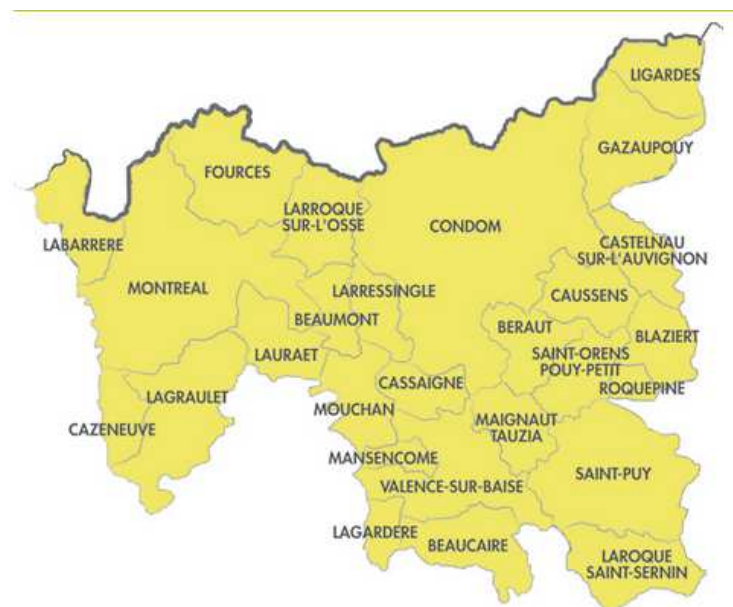 LIGARDES
GAZAUPOUY
FOURCES
LARROQUE
SUR-L'OSSE
CONDOM
LABARRERE
CASTELNAU
SUR-L'AUVIGNON
MONTREAL
LARRESSINGLE
CAUSSENS
BEAUMONT
BERAUT
BLAZIERT
LAURAET
SAINT-ORENS
POUY-PETIT
CASSAIGNE
ROQUEPINE
LAGRAULET
MOUCHAN
MAIGNAUT
TAUZIA
CAZENEUVE
MANSENCOME
SAINT-PUY
VALENCE-SUR-BAISE
LAGARDERE
BEAUCAIRE
LAROQUE
SAINT-SERNIN